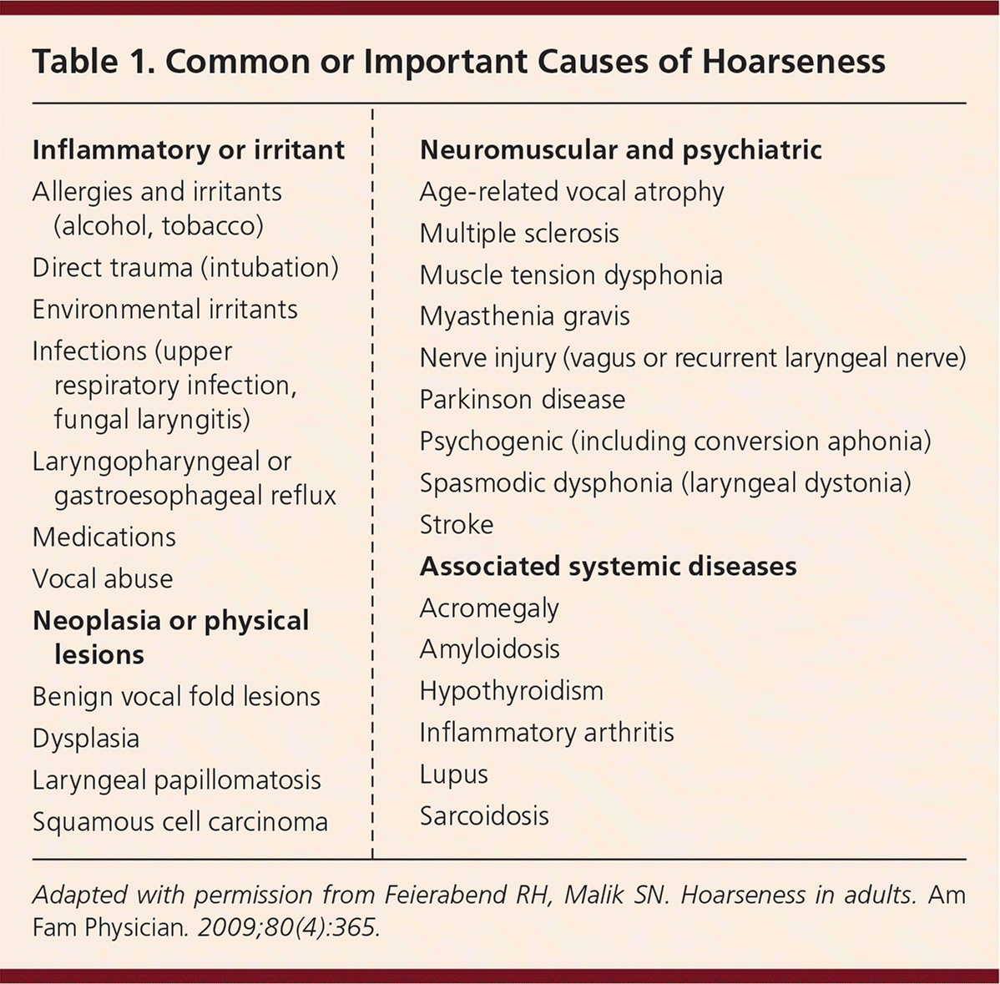 Table 1. Common or Important Causes of Hoarseness
Inflammatory or irritant
Allergies and irritants
(alcohol, tobacco)
Direct trauma (intubation)
Environmental irritants
Infections (upper
respiratory infection,
fungal laryngitis)
Laryngopharyngeal or
gastroesophageal reflux
Medications
Vocal abuse
Neoplasia or physical
lesions
Benign vocal fold lesions
Dysplasia
Laryngeal papillomatosis
Squamous cell carcinoma
Neuromuscular and psychiatric
Age-related vocal atrophy
Multiple sclerosis
Muscle tension dysphonia
Myasthenia gravis
Nerve injury (vagus or recurrent laryngeal nerve)
Parkinson disease
Psychogenic (including conversion aphonia)
Spasmodic dysphonia (laryngeal dystonia)
Stroke
Associated systemic diseases
Acromegaly
Amyloidosis
Hypothyroidism
Inflammatory arthritis
Lupus
Sarcoidosis
Adapted with permission from Feierabend RH, Malik SN. Hoarseness in adults. Am
Fam Physician. 2009;80(4):365.